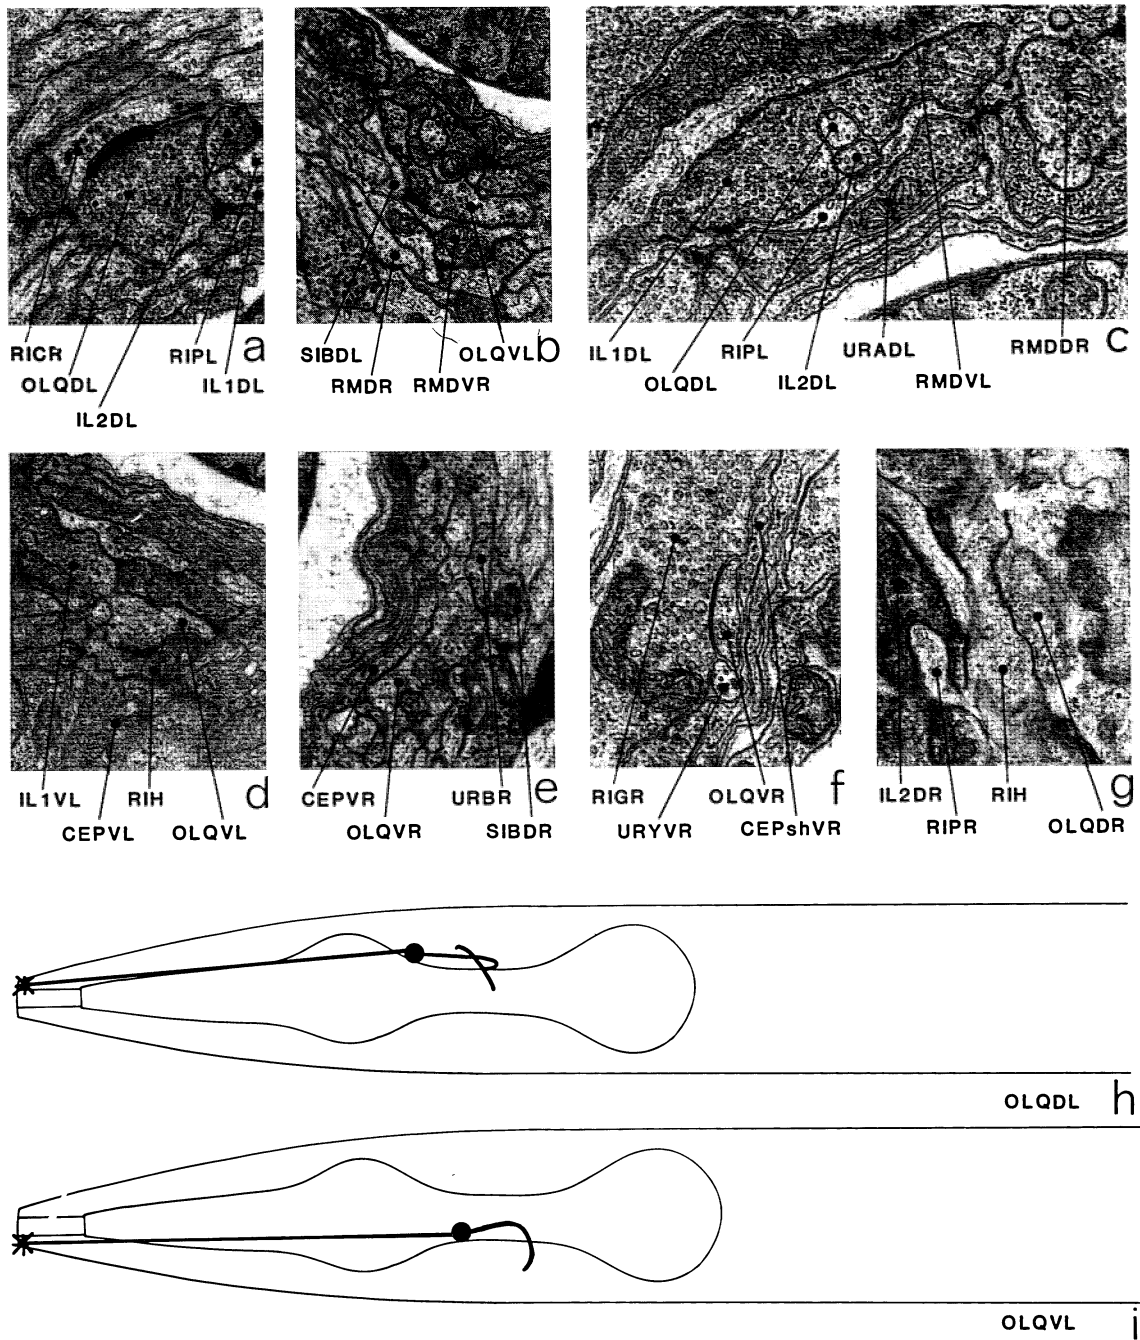 RICR
RIPL
a
OLQDL
IL1DL
IL2DL
SIBDL
OLQVL
b
RMDR
RMDVR
IL1DL
RIPL
URADL
RMDDR
c
OLQDL
IL2DL
RMDVL
IL1VL
RIH
d
CEPVL
OLQVL
CEPVR
URBR
e
OLQVR
SIBDR
RIGR
OLQVR
f
URYVR
CEPshVR
IL2DR
RIH
g
RIPR
OLQDR
OLQDL
h
OLQVL
i